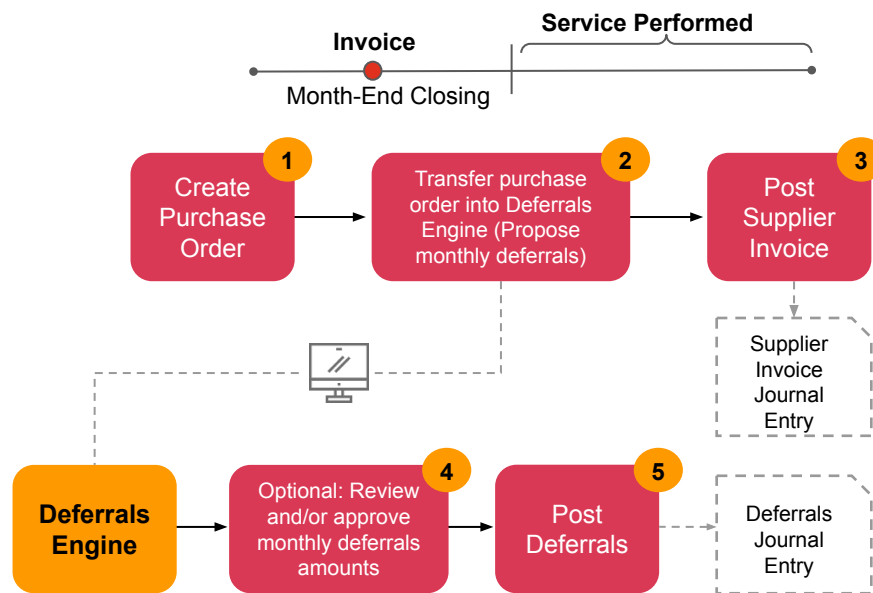 Service Performed
Invoice
Month-End Closing
1
Create
Purchase
Order
2
Transfer purchase
order into Deferrals
Engine (Propose
monthly deferrals)
3
Post
Supplier
Invoice
Supplier
Invoice
Journal
Entry
Deferrals
Engine
4
Optional: Review
and/or approve
monthly deferrals
amounts
5
Post
Deferrals
Deferrals
Journal
Entry